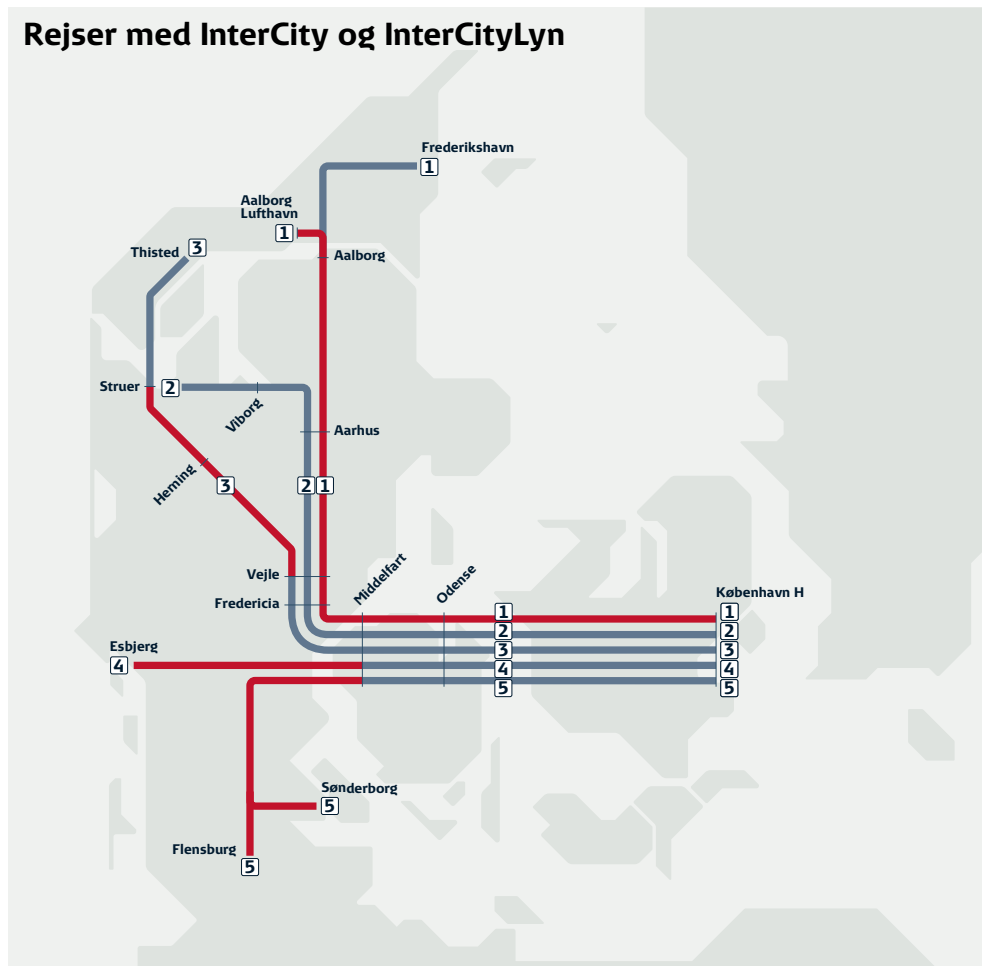 Rejser med InterCity og InterCityLyn
Frederikshavn
1
Aalborg
Lufthavn
1
3
Thisted
Aalborg
Struer
2
Viborg
Aarhus
Herning
3
2
1
Vejle
Middelfart
Odense
Fredericia
København H
1
1
2
2
3
3
Esbjerg
4
4
4
5
5
Sønderborg
5
Flensburg
5